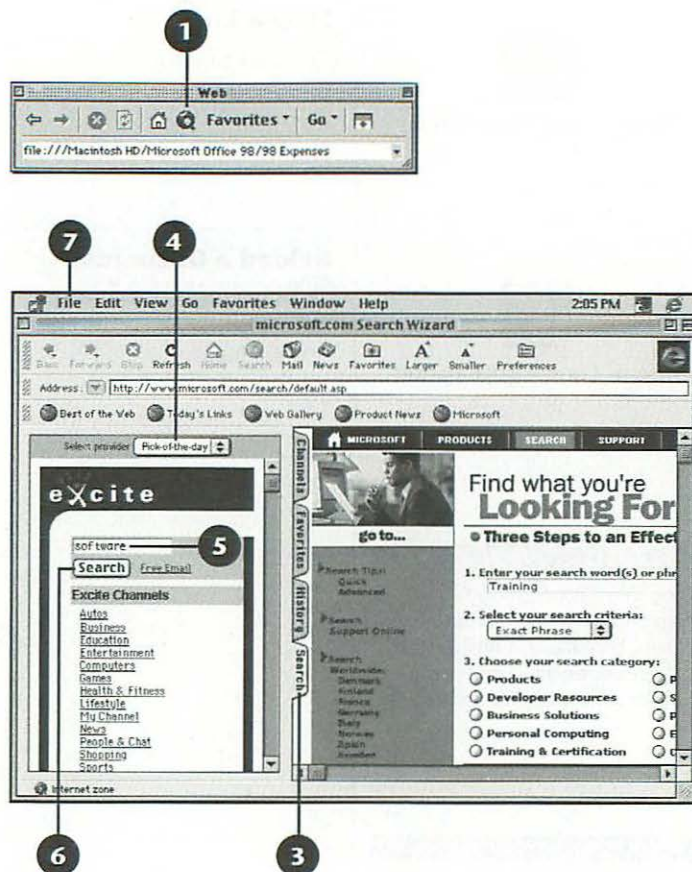 1
Web
Favorites Go
file:///Macintosh HD/Microsoft Office 98/98 Expenses
7
4
File Edit View Go Favorites Window Help 2:05 PM
microsoft.com Search Wizard
Back Forward Stop Refresh Home Search Mail News Favorites Larger Smaller Preferences
Address: http://www.microsoft.com/search/default.asp
Best of the Web Today's Links Web Gallery Product News Microsoft
Select provider Pick-of-the-day
excite
software
5
Search Free Email
Excite Channels
Autos
Business
Education
Entertainment
Computers
Games
Health & Fitness
Lifestyle
My Channel
News
People & Chat
Shopping
Sports
Channels
Favorites
History
Search
MICROSOFT PRODUCTS SEARCH SUPPORT
go to...
Search Tips:
Quick
Advanced
Search
Support Online
Search
Worldwide:
Denmark
Finland
France
Germany
Italy
Norway
Spain
Sweden
Find what you're
Looking For
Three Steps to an Effect
1. Enter your search word(s) or phr
Training
2. Select your search criteria:
Exact Phrase
3. Choose your search category:
Products P
Developer Resources S
Business Solutions P
Personal Computing E
Training & Certification
Internet zone
6
3